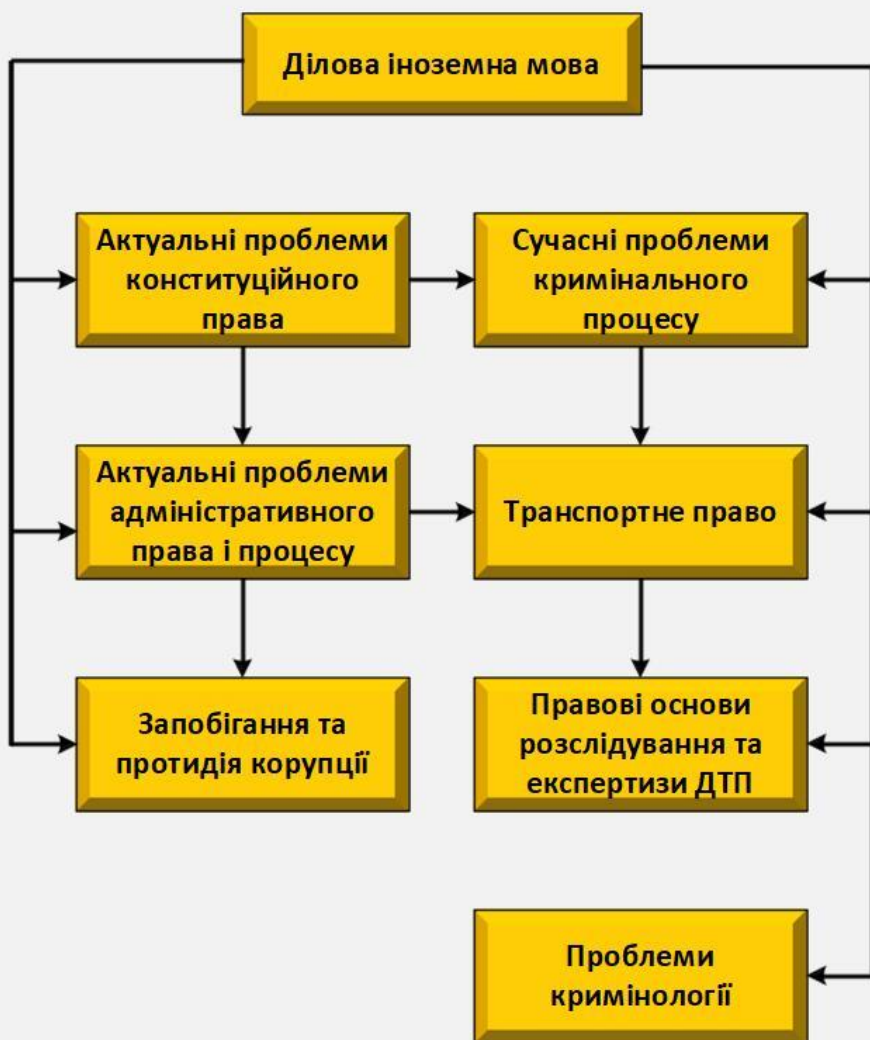 Ділова іноземна мова
Актуальні проблеми
конституційного
права
Сучасні проблеми
кримінального
процесу
Актуальні проблеми
адміністративного
права і процесу
Транспортне право
Запобігання та
протидія корупції
Правові основи
розслідування та
експертизи ДТП
Проблеми
кримінології